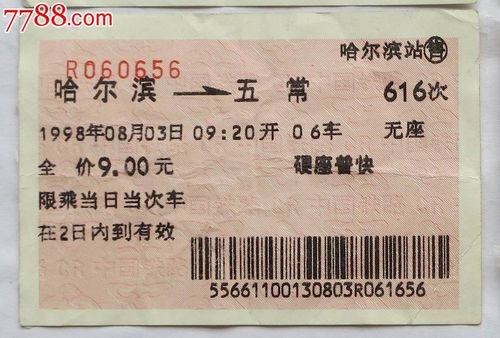 7788.com
哈尔滨站售
R060656
哈尔滨→五常 616次
1998年08月03日 09:20开 06车 无座
全 价9.00元 硬座普快
限乘当日当次车
在2日内到有效
55661100130803R061656